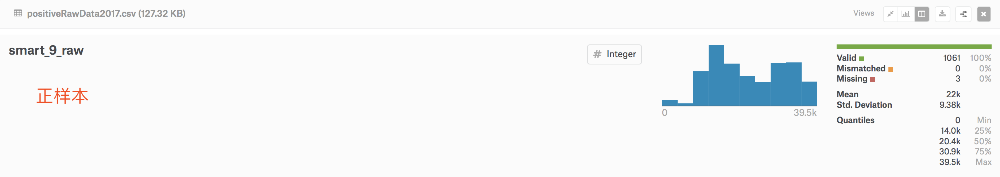 positiveRawData2017.csv (127.32 KB)
Views
smart_9_raw
# Integer
正样本
0 39.5k
Valid 1061 100%
Mismatched 0 0%
Missing 3 0%
Mean 22k
Std. Deviation 9.38k
Quantiles 0 Min
14.0k 25%
20.4k 50%
30.9k 75%
39.5k Max